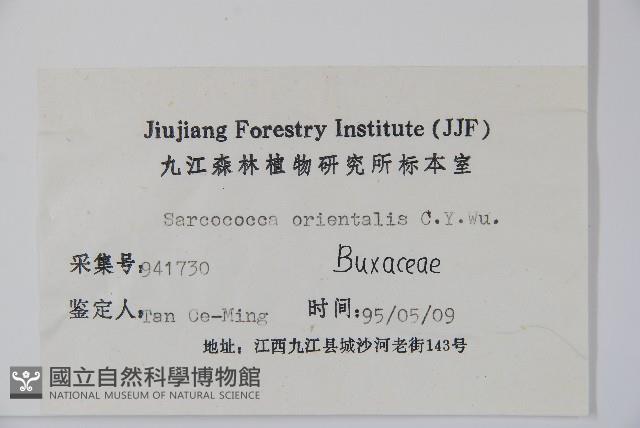 Jiujiang Forestry Institute (JJF)
九江森林植物研究所标本室
Sarcococca orientalis C.Y.Wu.
采集号:941730 Buxaceae
鉴定人:Tan Ce-Ming 时间:95/05/09
地址: 江西九江县城沙河老街143号
國立自然科學博物館
NATIONAL MUSEUM OF NATURAL SCIENCE